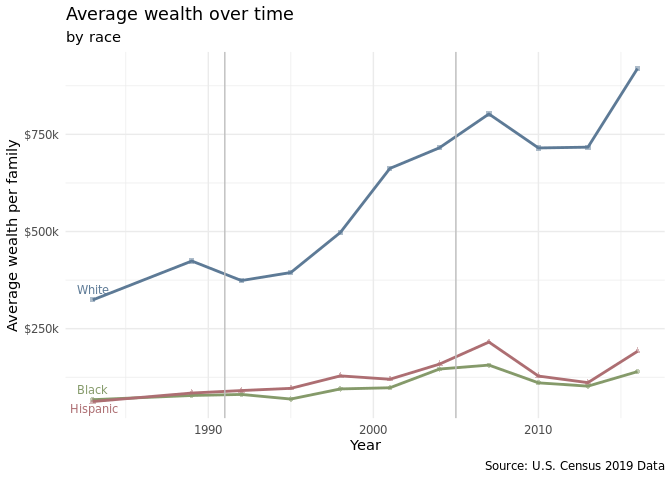 Average wealth over time
by race
Average wealth per family
$750k
$500k
$250k
White
Black
Hispanic
1990
2000
2010
Year
Source: U.S. Census 2019 Data